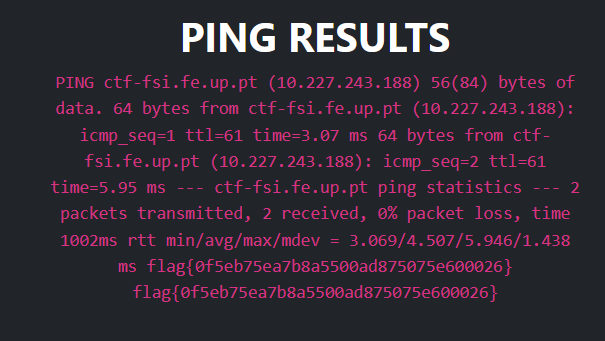 PING RESULTS
PING ctf-fsi.fe.up.pt (10.227.243.188) 56(84) bytes of
data. 64 bytes from ctf-fsi.fe.up.pt (10.227.243.188):
icmp_seq=1 ttl=61 time=3.07 ms 64 bytes from ctf-
fsi.fe.up.pt (10.227.243.188): icmp_seq=2 ttl=61
time=5.95 ms --- ctf-fsi.fe.up.pt ping statistics --- 2
packets transmitted, 2 received, 0% packet loss, time
1002ms rtt min/avg/max/mdev = 3.069/4.507/5.946/1.438
ms flag{0f5eb75ea7b8a5500ad875075e600026}
flag{0f5eb75ea7b8a5500ad875075e600026}